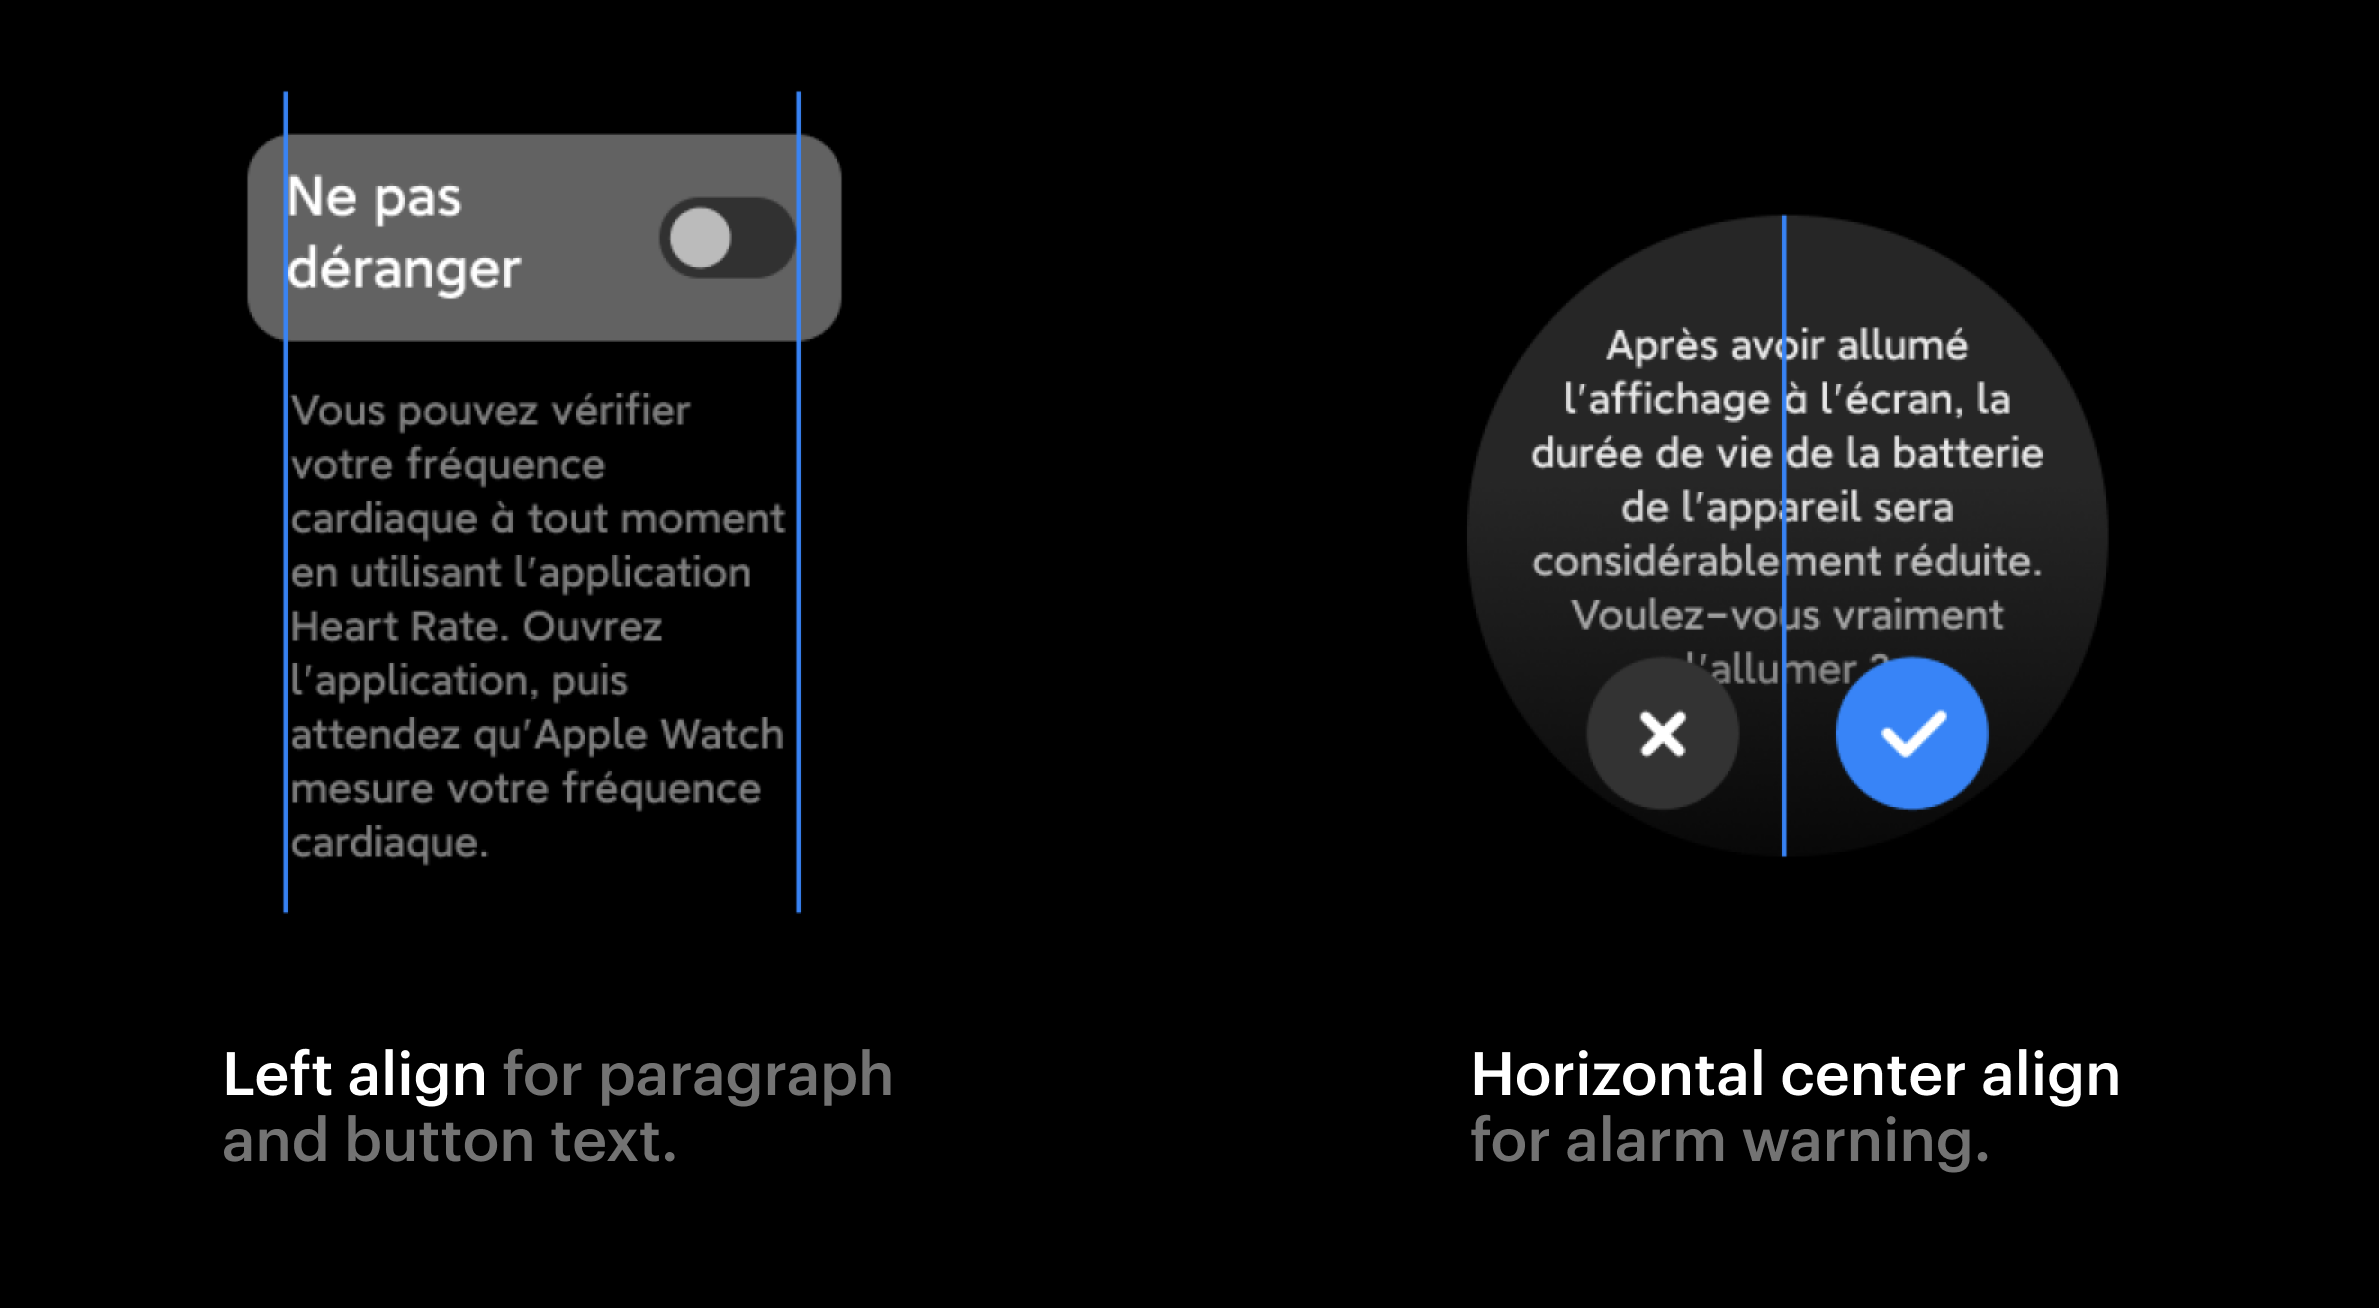 Ne pas
déranger
Vous pouvez vérifier
votre fréquence
cardiaque à tout moment
en utilisant l'application
Heart Rate. Ouvrez
l'application, puis
attendez qu'Apple Watch
mesure votre fréquence
cardiaque.
Left align for paragraph
and button text.
Après avoir allumé
l'affichage à l'écran, la
durée de vie de la batterie
de l'appareil sera
considérablement réduite.
Voulez-vous vraiment
l'allumer ?
Horizontal center align
for alarm warning.